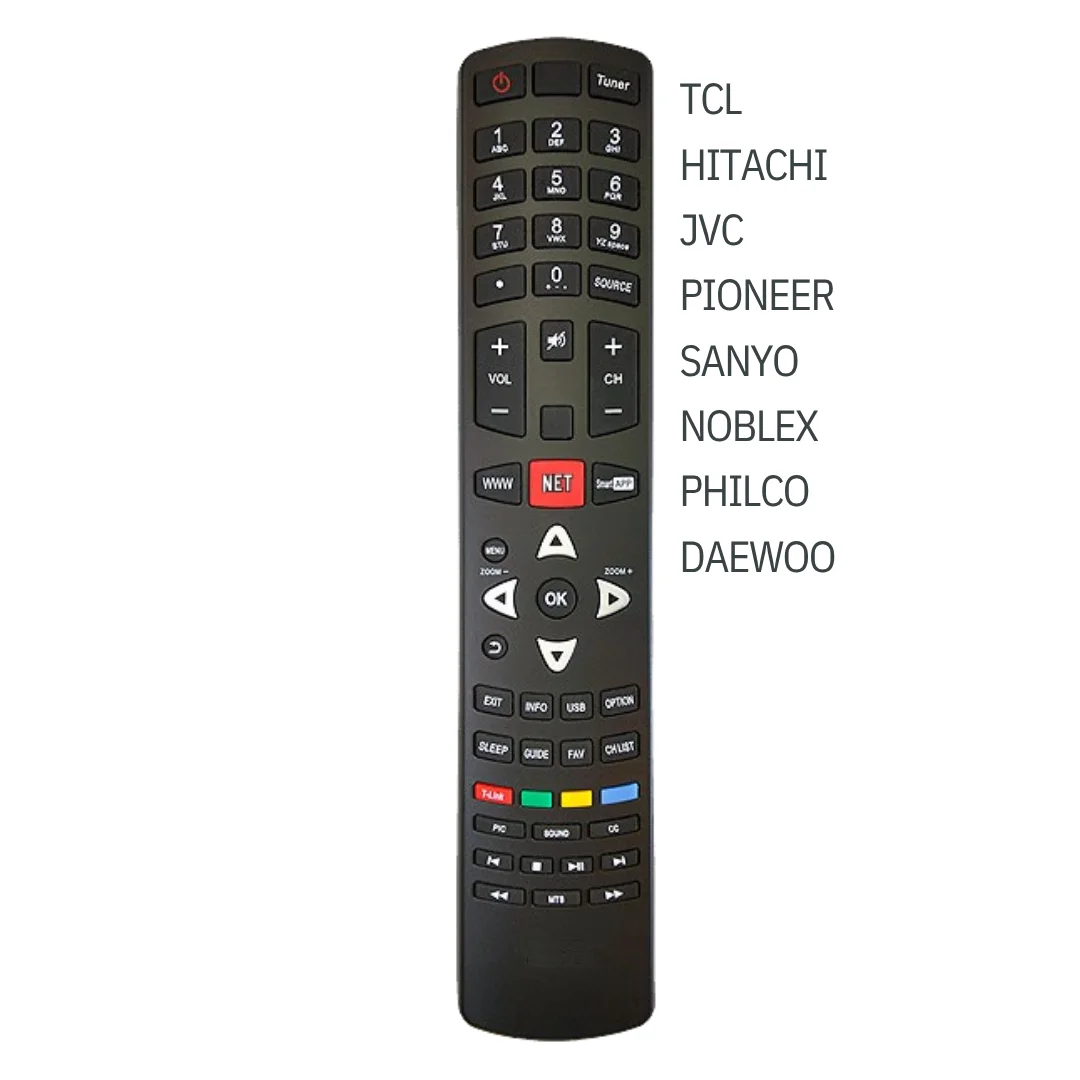 Tuner
1 2 3
ABC DEF GHI
4 5 6
JKL MNO PQR
7 8 9
STU VWX YZ space
• 0 SOURCE
. - -
+ +
VOL CH
— —
WWW NET Smart APP
MENU
ZOOM − ZOOM +
OK
EXIT INFO USB OPTION
SLEEP GUIDE FAV CH LIST
T-Link
PIC SOUND CC
MTS
TCL
HITACHI
JVC
PIONEER
SANYO
NOBLEX
PHILCO
DAEWOO